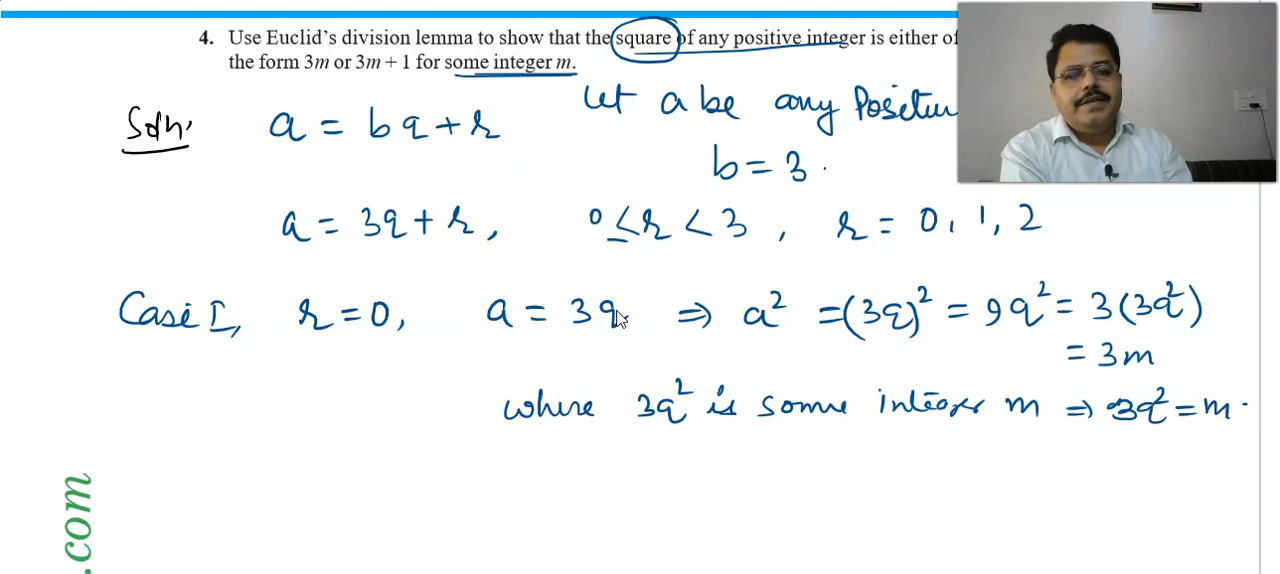 4. Use Euclid's division lemma to show that the square of any positive integer is either of
the form 3m or 3m + 1 for some integer m.
Soln. a = bq + r Let a be any Positive
b = 3.
a = 3q + r, 0 ≤ r < 3, r = 0, 1, 2
Case I, r = 0, a = 3q ⇒ a² = (3q)² = 9q² = 3(3q²)
= 3m
where 3q² is some integer m ⇒ 3q² = m.
.com